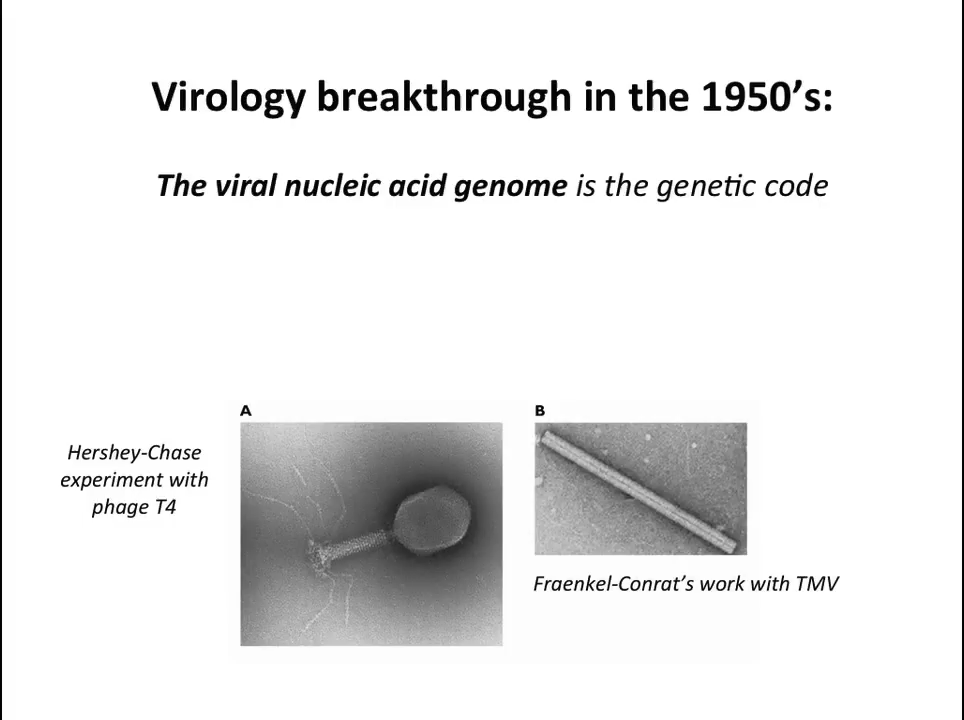 Virology breakthrough in the 1950’s:
The viral nucleic acid genome is the genetic code
A
B
Hershey-Chase
experiment with
phage T4
Fraenkel-Conrat’s work with TMV